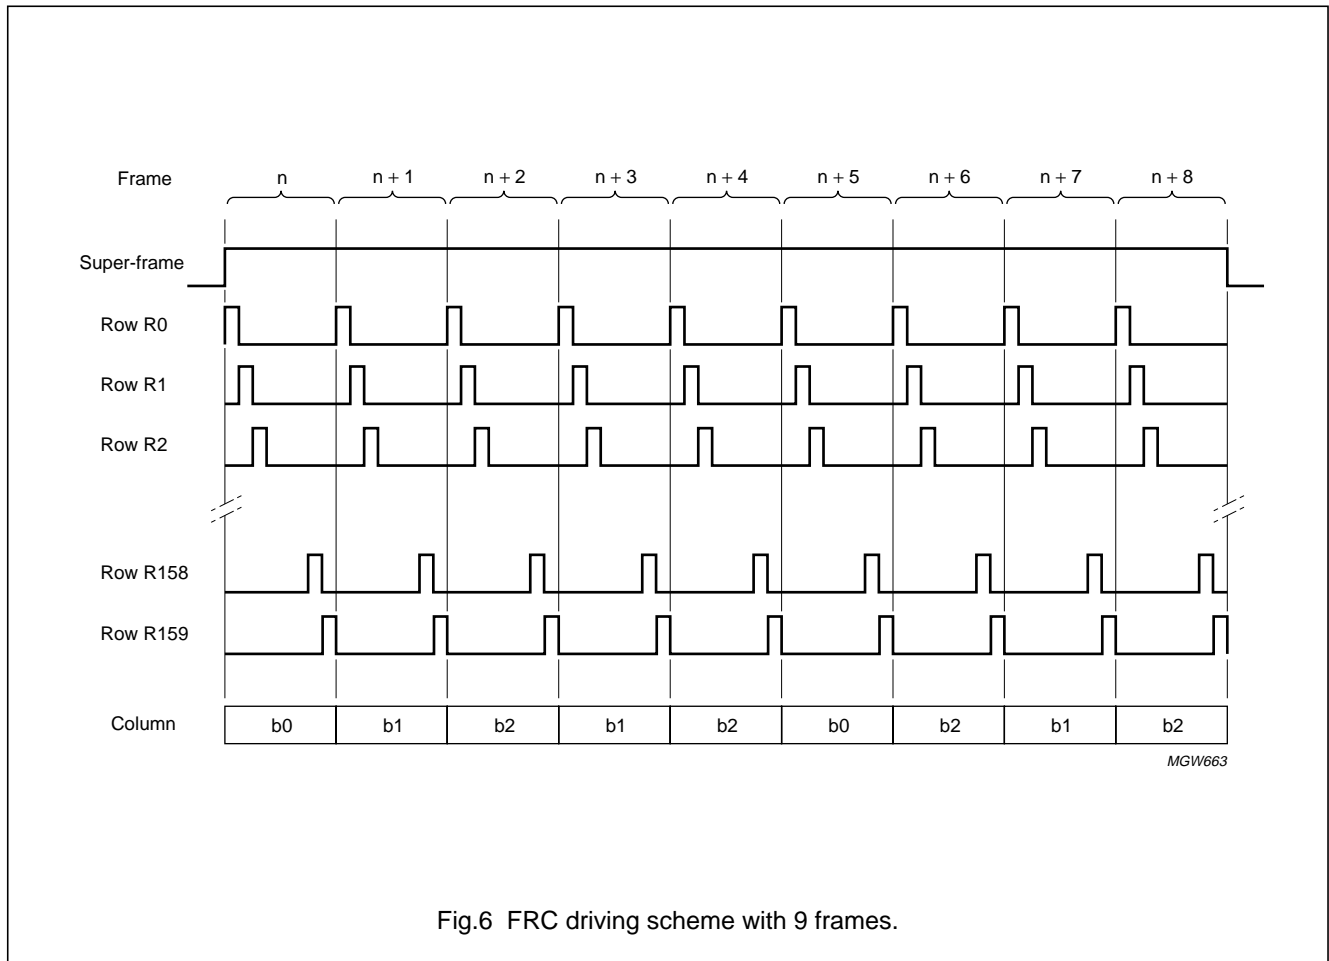 Frame n n + 1 n + 2 n + 3 n + 4 n + 5 n + 6 n + 7 n + 8
Super-frame
Row R0
Row R1
Row R2
Row R158
Row R159
Column b0 b1 b2 b1 b2 b0 b2 b1 b2
MGW663
Fig.6 FRC driving scheme with 9 frames.